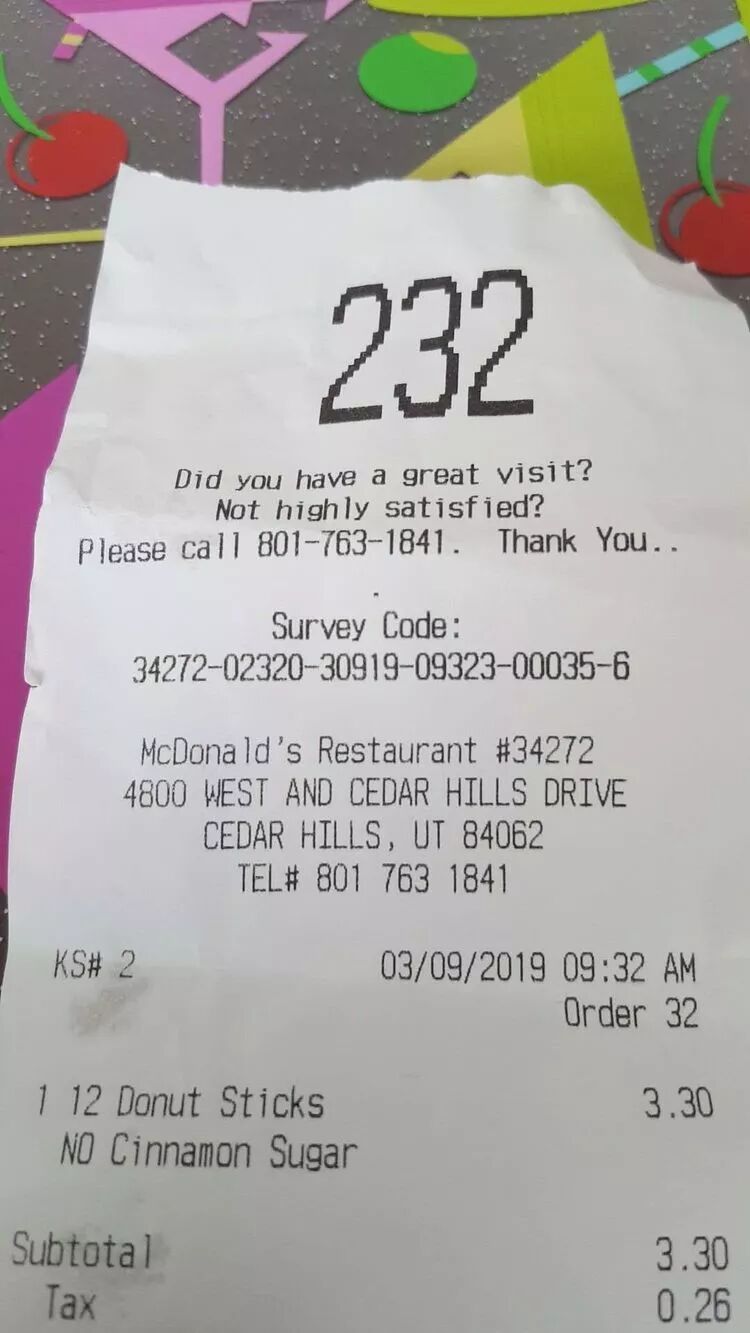 232
Did you have a great visit?
Not highly satisfied?
Please call 801-763-1841. Thank You..
.
Survey Code:
34272-02320-30919-09323-00035-6
McDonald's Restaurant #34272
4800 WEST AND CEDAR HILLS DRIVE
CEDAR HILLS, UT 84062
TEL# 801 763 1841
KS# 2 03/09/2019 09:32 AM
Order 32
1 12 Donut Sticks 3.30
NO Cinnamon Sugar
Subtotal 3.30
Tax 0.26